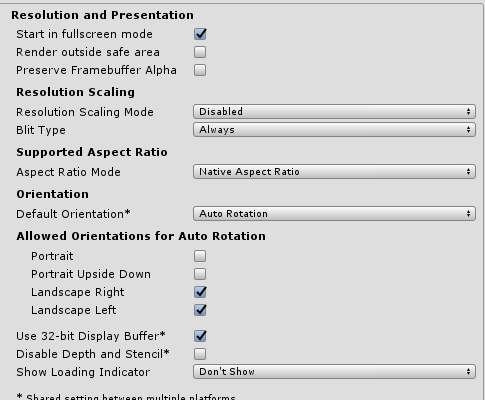 Resolution and Presentation
Start in fullscreen mode
Render outside safe area
Preserve Framebuffer Alpha
Resolution Scaling
Resolution Scaling Mode Disabled
Blit Type Always
Supported Aspect Ratio
Aspect Ratio Mode Native Aspect Ratio
Orientation
Default Orientation* Auto Rotation
Allowed Orientations for Auto Rotation
Portrait
Portrait Upside Down
Landscape Right
Landscape Left
Use 32-bit Display Buffer*
Disable Depth and Stencil*
Show Loading Indicator Don't Show
* Shared setting between multiple platforms